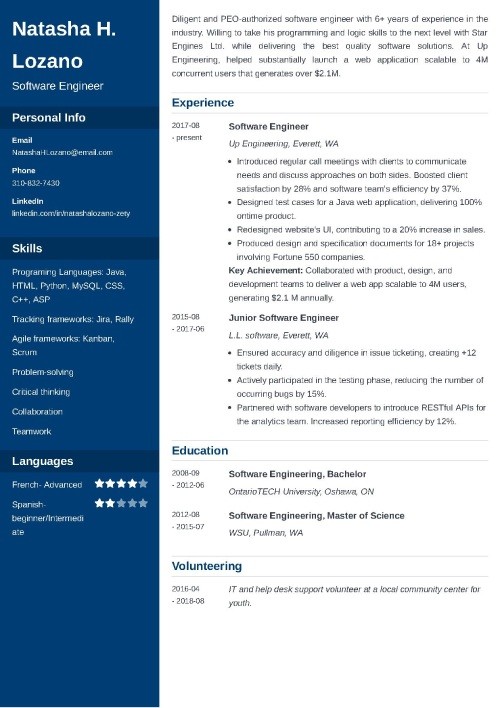 Natasha H.
Lozano
Software Engineer
Personal Info
Email
NatashaHLozano@email.com
Phone
310-832-7430
LinkedIn
linkedin.com/in/natashalozano-zety
Skills
Programing Languages: Java,
HTML, Python, MySQL, CSS,
C++, ASP
Tracking frameworks: Jira, Rally
Agile frameworks: Kanban,
Scrum
Problem-solving
Critical thinking
Collaboration
Teamwork
Languages
French- Advanced
Spanish-
beginner/Intermedi
ate
Diligent and PEO-authorized software engineer with 6+ years of experience in the
industry. Willing to take his programming and logic skills to the next level with Star
Engines Ltd. while delivering the best quality software solutions. At Up
Engineering, helped substantially launch a web application scalable to 4M
concurrent users that generates over $2.1M.
Experience
2017-08
- present
Software Engineer
Up Engineering, Everett, WA
• Introduced regular call meetings with clients to communicate
needs and discuss approaches on both sides. Boosted client
satisfaction by 28% and software team's efficiency by 37%.
• Designed test cases for a Java web application, delivering 100%
ontime product.
• Redesigned website's UI, contributing to a 20% increase in sales.
• Produced design and specification documents for 18+ projects
involving Fortune 550 companies.
Key Achievement: Collaborated with product, design, and
development teams to deliver a web app scalable to 4M users,
generating $2.1 M annually.
2015-08
- 2017-06
Junior Software Engineer
L.L. software, Everett, WA
• Ensured accuracy and diligence in issue ticketing, creating +12
tickets daily.
• Actively participated in the testing phase, reducing the number of
occurring bugs by 15%.
• Partnered with software developers to introduce RESTful APIs for
the analytics team. Increased reporting efficiency by 12%.
Education
2008-09
- 2012-06
Software Engineering, Bachelor
OntarioTECH University, Oshawa, ON
2012-08
- 2015-07
Software Engineering, Master of Science
WSU, Pullman, WA
Volunteering
2016-04
- 2018-08
IT and help desk support volunteer at a local community center for
youth.